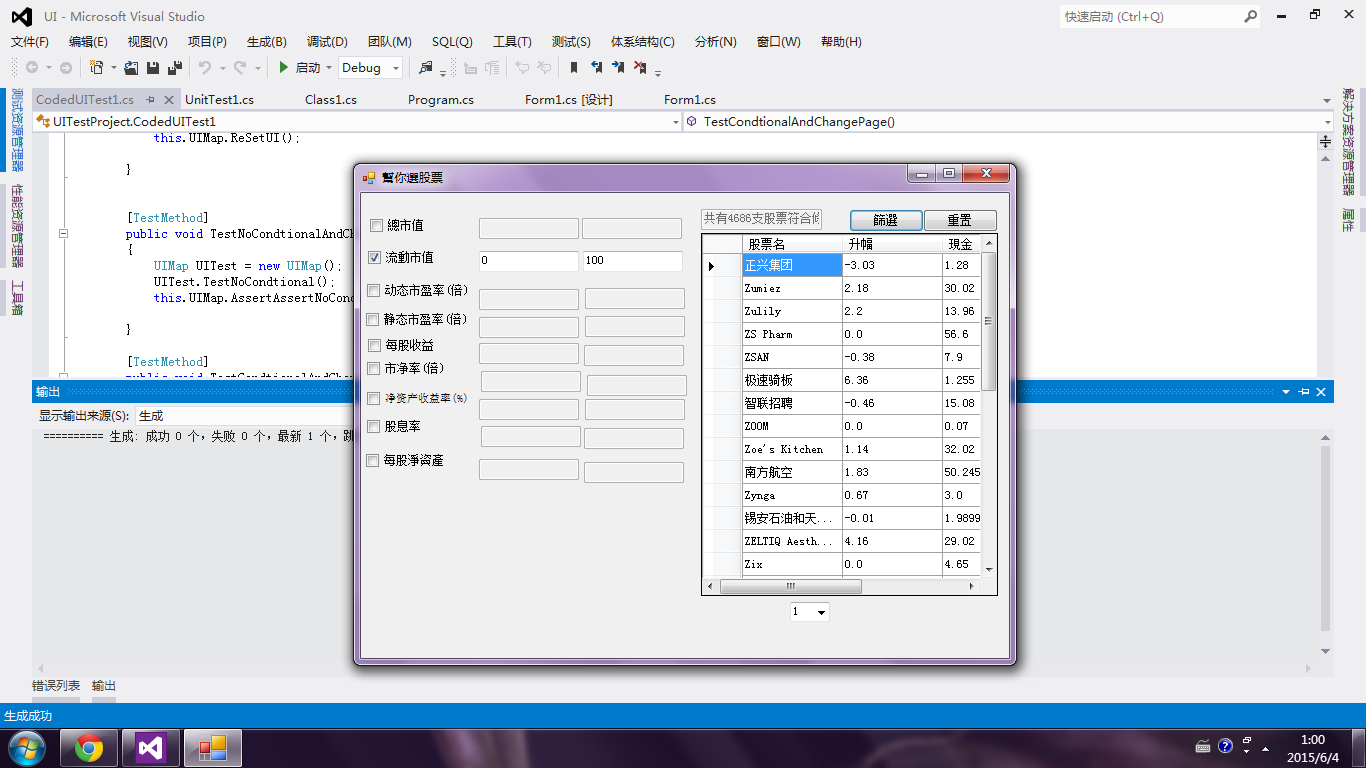 UI - Microsoft Visual Studio
快速启动 (Ctrl+Q)
文件(F) 编辑(E) 视图(V) 项目(P) 生成(B) 调试(D) 团队(M) SQL(Q) 工具(T) 测试(S) 体系结构(C) 分析(N) 窗口(W) 帮助(H)
启动 Debug
CodedUITest1.cs UnitTest1.cs Class1.cs Program.cs Form1.cs [设计] Form1.cs
UITestProject.CodedUITest1 TestCondtionalAndChangePage()
测试资源管理器
性能资源管理器
工具箱
解决方案资源管理器
属性
this.UIMap.ReSetUI();
}
[TestMethod]
public void TestNoCondtionalAndCh
{
UIMap UITest = new UIMap();
UITest.TestNoCondtional();
this.UIMap.AssertAssertNoCond
}
[TestMethod]
public void TestCondtionalAndChan
幫你選股票
總市值
流動市值 0 100
动态市盈率(倍)
静态市盈率(倍)
每股收益
市净率(倍)
净资产收益率(%)
股息率
每股淨資產
共有4686支股票符合
篩選 重置
股票名 升幅 現金
正兴集团 -3.03 1.28
Zumiez 2.18 30.02
Zulily 2.2 13.96
ZS Pharm 0.0 56.6
ZSAN -0.38 7.9
极速骑板 6.36 1.255
智联招聘 -0.46 15.08
ZOOM 0.0 0.07
Zoe's Kitchen 1.14 32.02
南方航空 1.83 50.245
Zynga 0.67 3.0
锡安石油和天... -0.01 1.9899
ZELTIQ Aesth... 4.16 29.02
Zix 0.0 4.65
1
输出
显示输出来源(S): 生成
========== 生成: 成功 0 个，失败 0 个，最新 1 个，跳
错误列表 输出
生成成功
1:00
2015/6/4